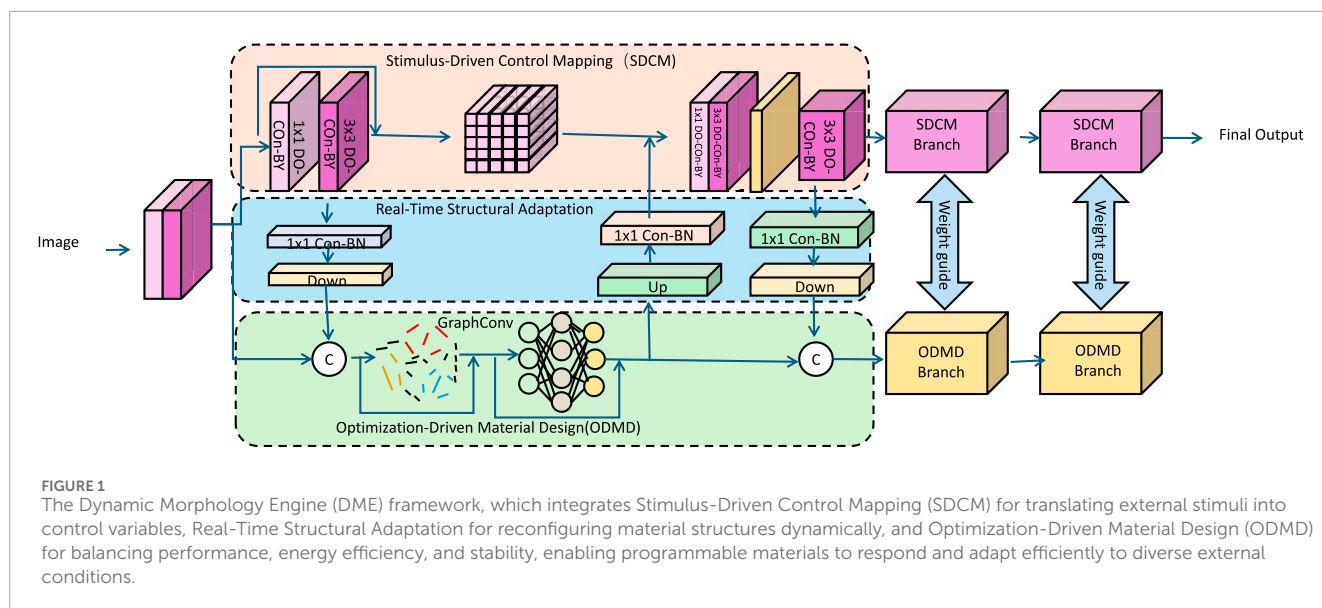 Stimulus-Driven Control Mapping（SDCM)
1x1 DO-
COn-BY
3x3 DO-
COn-BY
1x1 DO-COn-BY
3x3 DO-COn-BY
3x3 DO-
COn-BY
SDCM
Branch
SDCM
Branch
Final Output
Image
Real-Time Structural Adaptation
1x1 Con-BN
Down
1x1 Con-BN
Up
1x1 Con-BN
Down
Weight guide
Weight guide
GraphConv
C
C
ODMD
Branch
ODMD
Branch
Optimization-Driven Material Design(ODMD)
FIGURE 1
The Dynamic Morphology Engine (DME) framework, which integrates Stimulus-Driven Control Mapping (SDCM) for translating external stimuli into
control variables, Real-Time Structural Adaptation for reconfiguring material structures dynamically, and Optimization-Driven Material Design (ODMD)
for balancing performance, energy efficiency, and stability, enabling programmable materials to respond and adapt efficiently to diverse external
conditions.